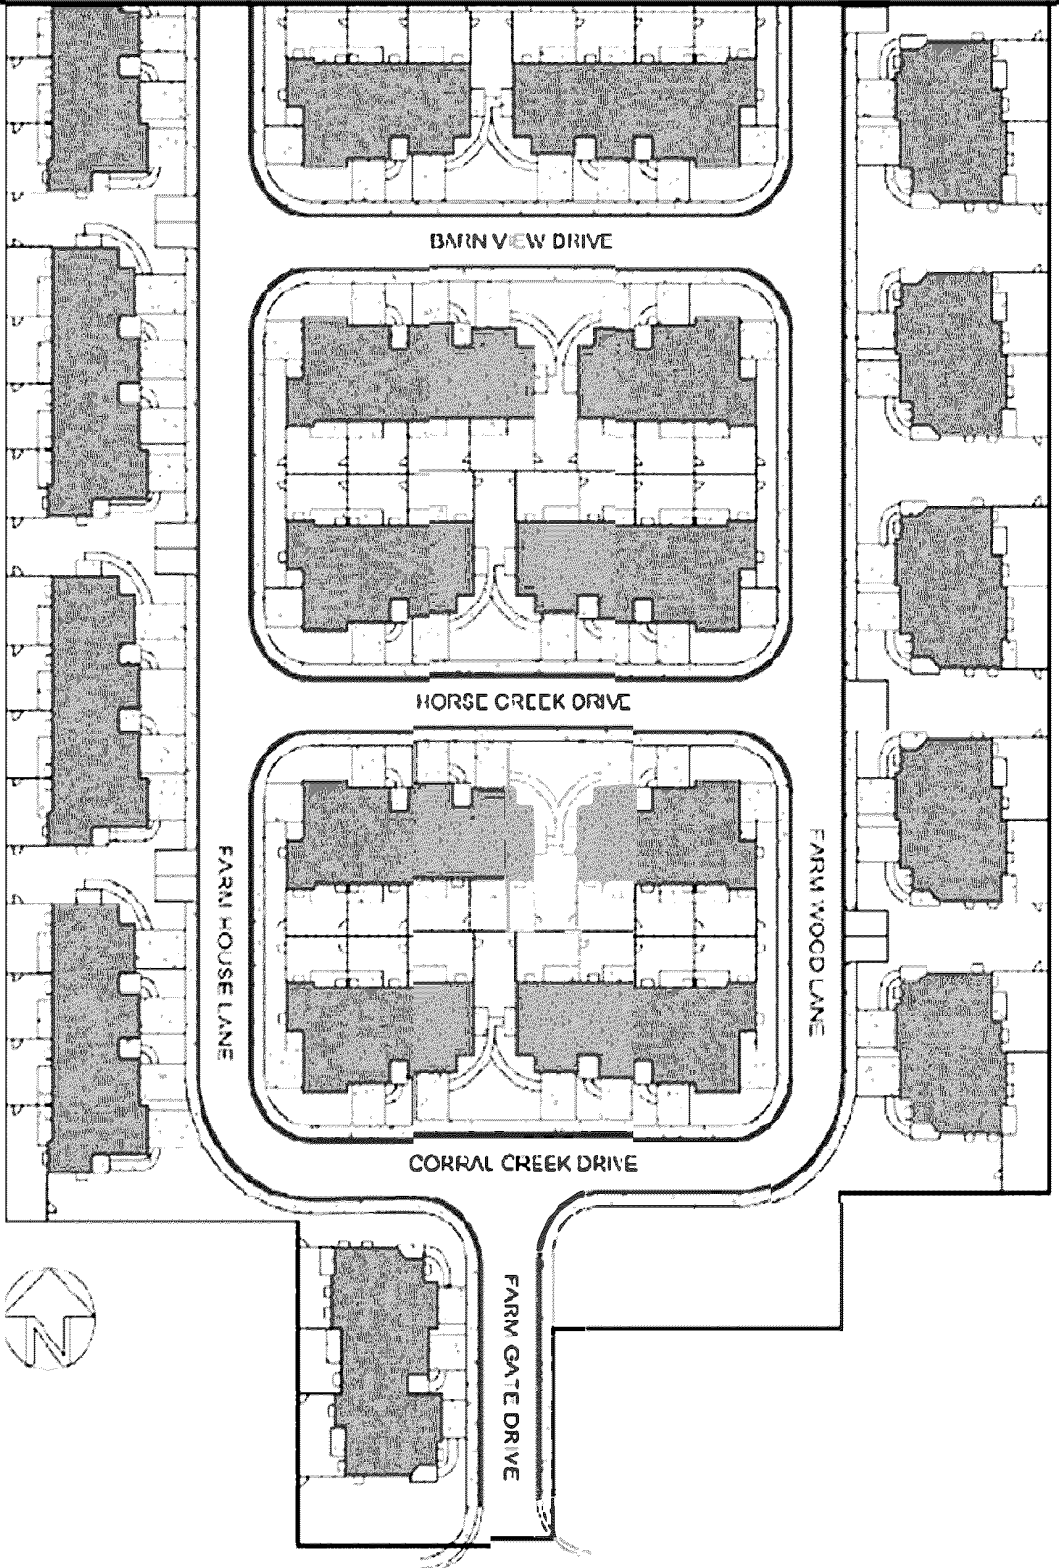 BARN VIEW DRIVE
HORSE CREEK DRIVE
FARM HOUSE LANE
FARM WOOD LANE
CORRAL CREEK DRIVE
FARM GATE DRIVE
N